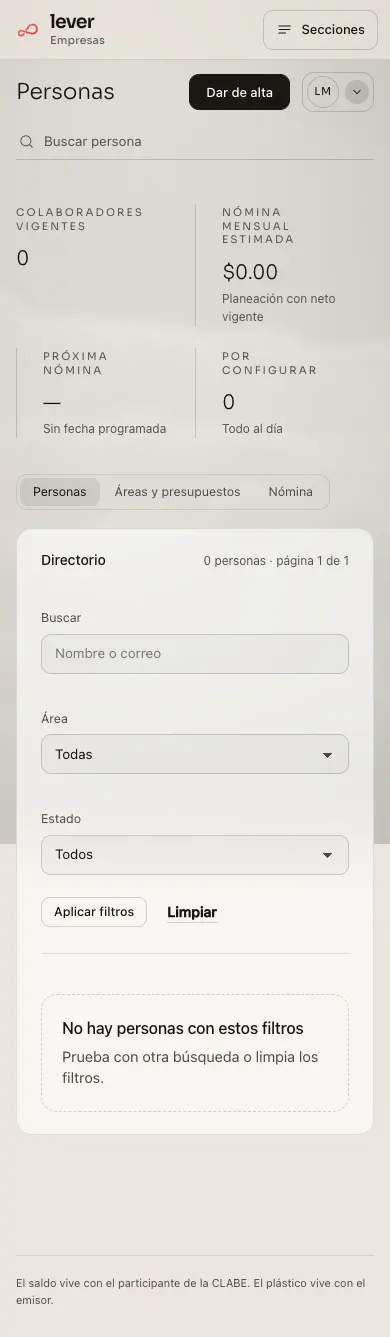 lever
Empresas
Secciones
Personas
Dar de alta
LM
Buscar persona
COLABORADORES
VIGENTES
0
NÓMINA
MENSUAL
ESTIMADA
$0.00
Planeación con neto
vigente
PRÓXIMA
NÓMINA
—
Sin fecha programada
POR
CONFIGURAR
0
Todo al día
Personas
Áreas y presupuestos
Nómina
Directorio
0 personas · página 1 de 1
Buscar
Nombre o correo
Área
Todas
Estado
Todos
Aplicar filtros
Limpiar
No hay personas con estos filtros
Prueba con otra búsqueda o limpia los
filtros.
El saldo vive con el participante de la CLABE. El plástico vive con el
emisor.